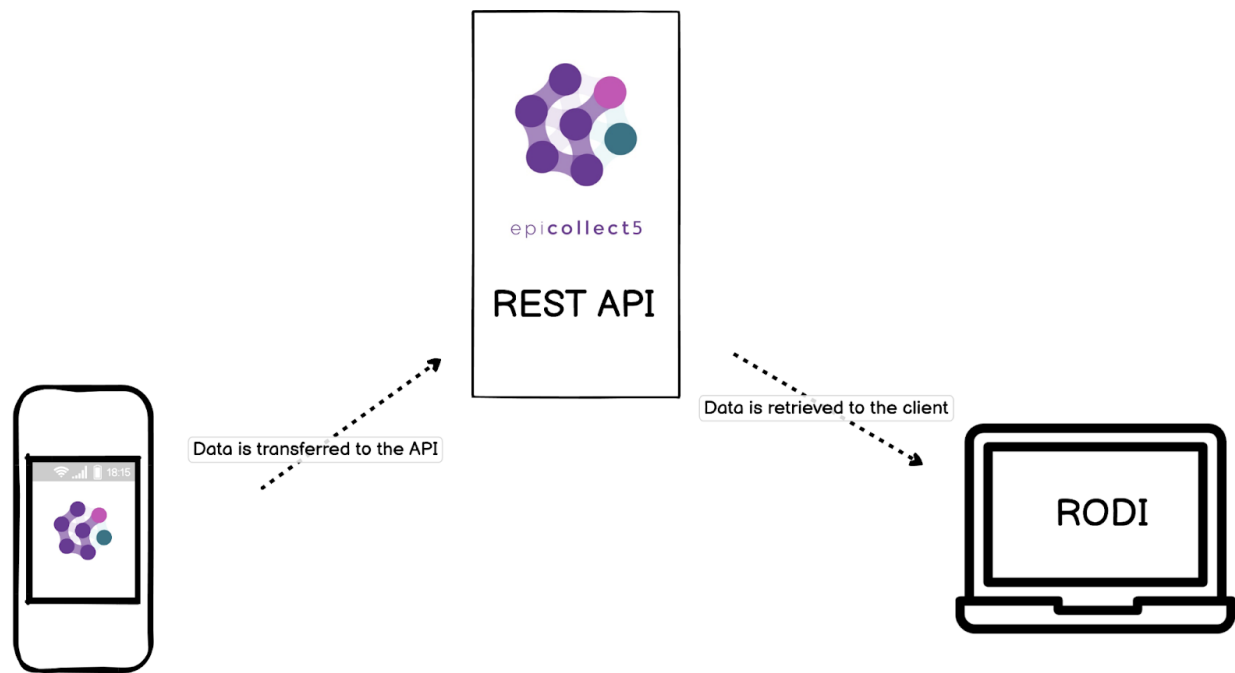 epicollect5
REST API
Data is transferred to the API
Data is retrieved to the client
18:15
RODI